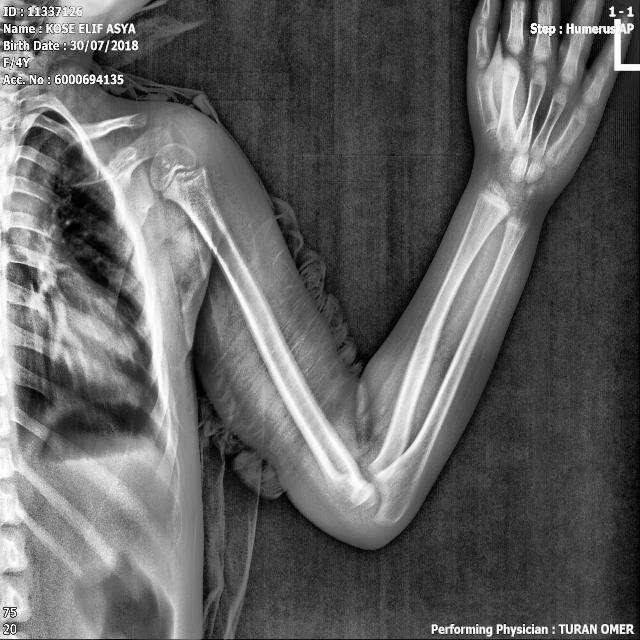 ID : 11337126
Name : KOSE ELIF ASYA
Birth Date : 30/07/2018
F/4Y
Acc. No : 6000694135
1 - 1
Step : Humerus AP
L
75
20
Performing Physician : TURAN OMER